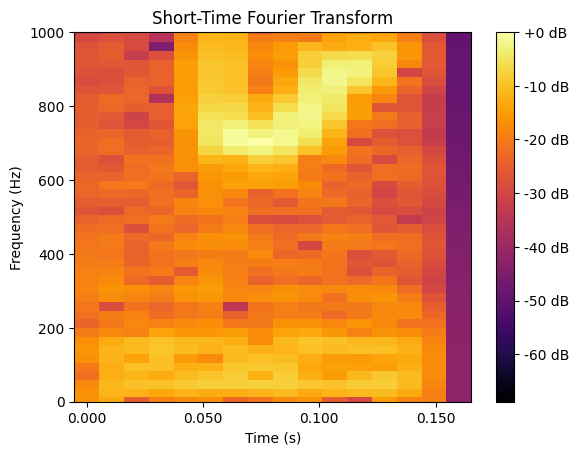 Short-Time Fourier Transform
1000
800
600
400
200
0
Frequency (Hz)
0.000
0.050
0.100
0.150
Time (s)
+0 dB
-10 dB
-20 dB
-30 dB
-40 dB
-50 dB
-60 dB